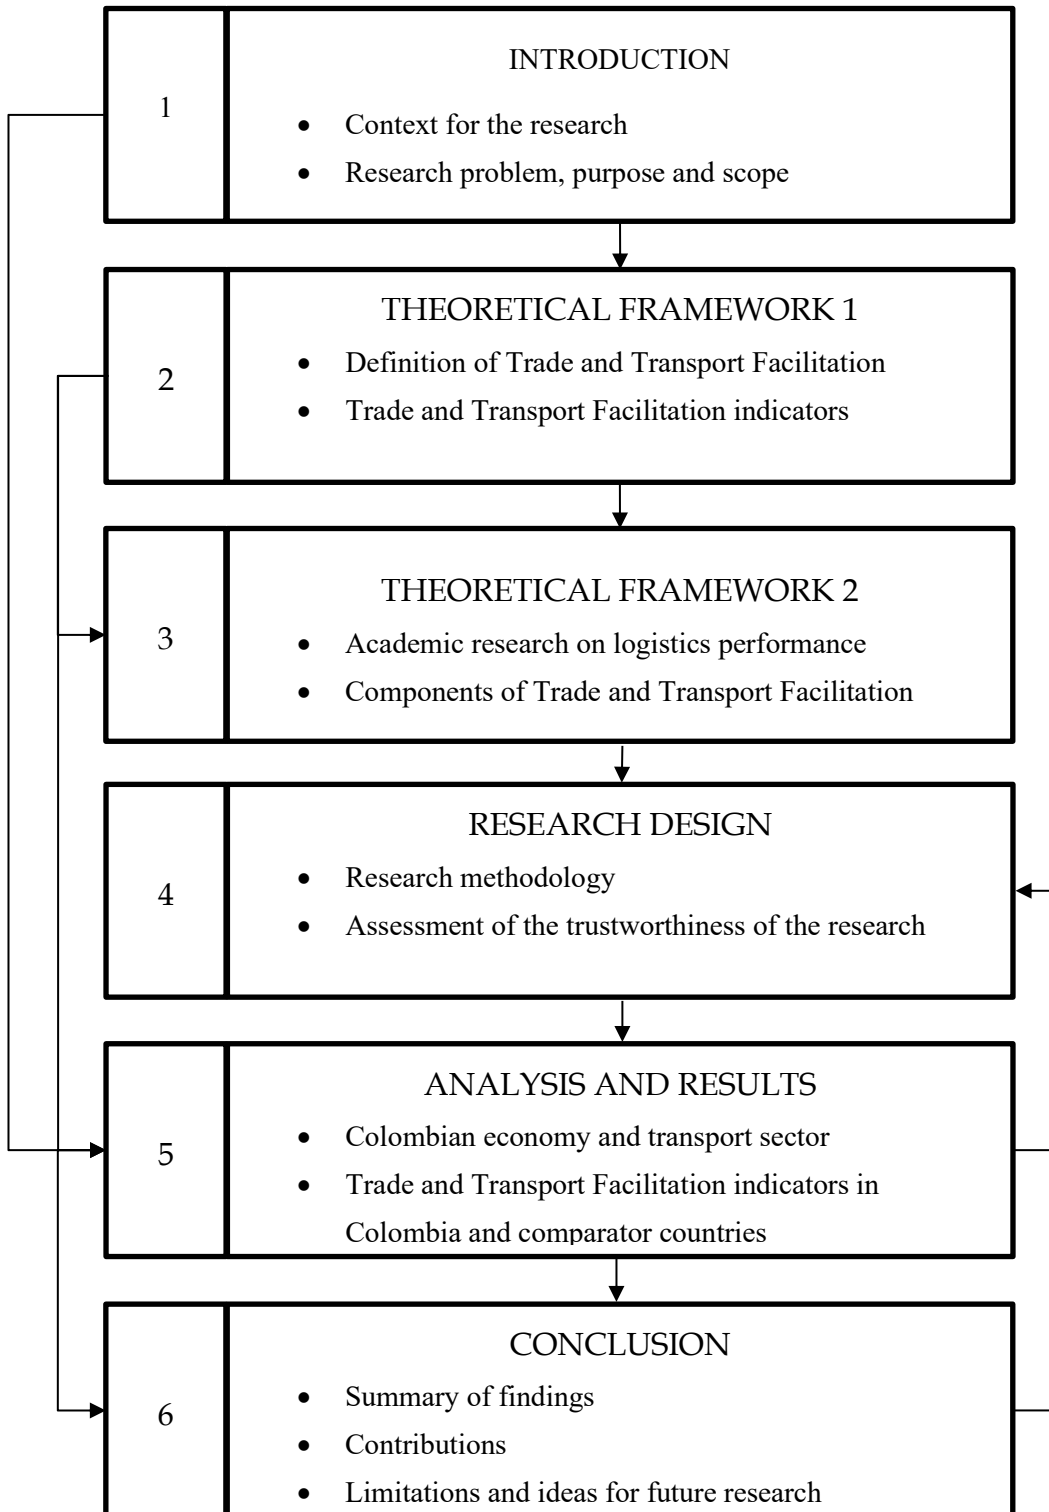 1
INTRODUCTION
• Context for the research
• Research problem, purpose and scope
2
THEORETICAL FRAMEWORK 1
• Definition of Trade and Transport Facilitation
• Trade and Transport Facilitation indicators
3
THEORETICAL FRAMEWORK 2
• Academic research on logistics performance
• Components of Trade and Transport Facilitation
4
RESEARCH DESIGN
• Research methodology
• Assessment of the trustworthiness of the research
5
ANALYSIS AND RESULTS
• Colombian economy and transport sector
• Trade and Transport Facilitation indicators in
Colombia and comparator countries
6
CONCLUSION
• Summary of findings
• Contributions
• Limitations and ideas for future research